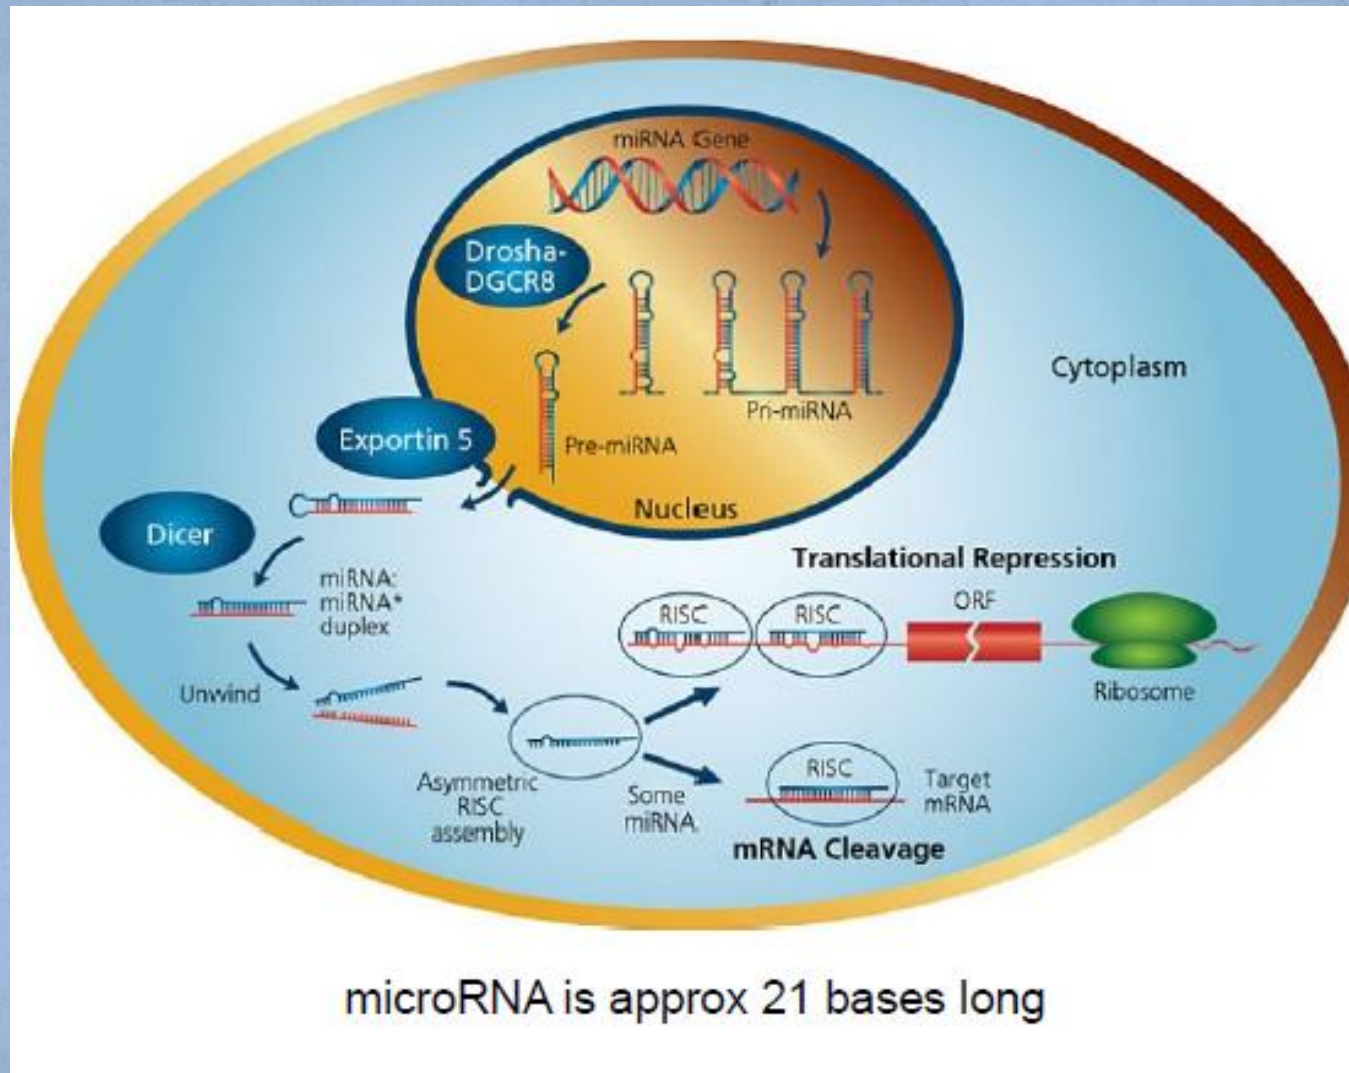 miRNA Gene
Drosha-
DGCR8
Pri-miRNA
Cytoplasm
Exportin 5
Pre-miRNA
Nucleus
Dicer
miRNA:
miRNA*
duplex
Translational Repression
RISC
RISC
ORF
Unwind
Ribosome
Asymmetric
RISC
assembly
Some
miRNA.
RISC
Target
mRNA
mRNA Cleavage
microRNA is approx 21 bases long